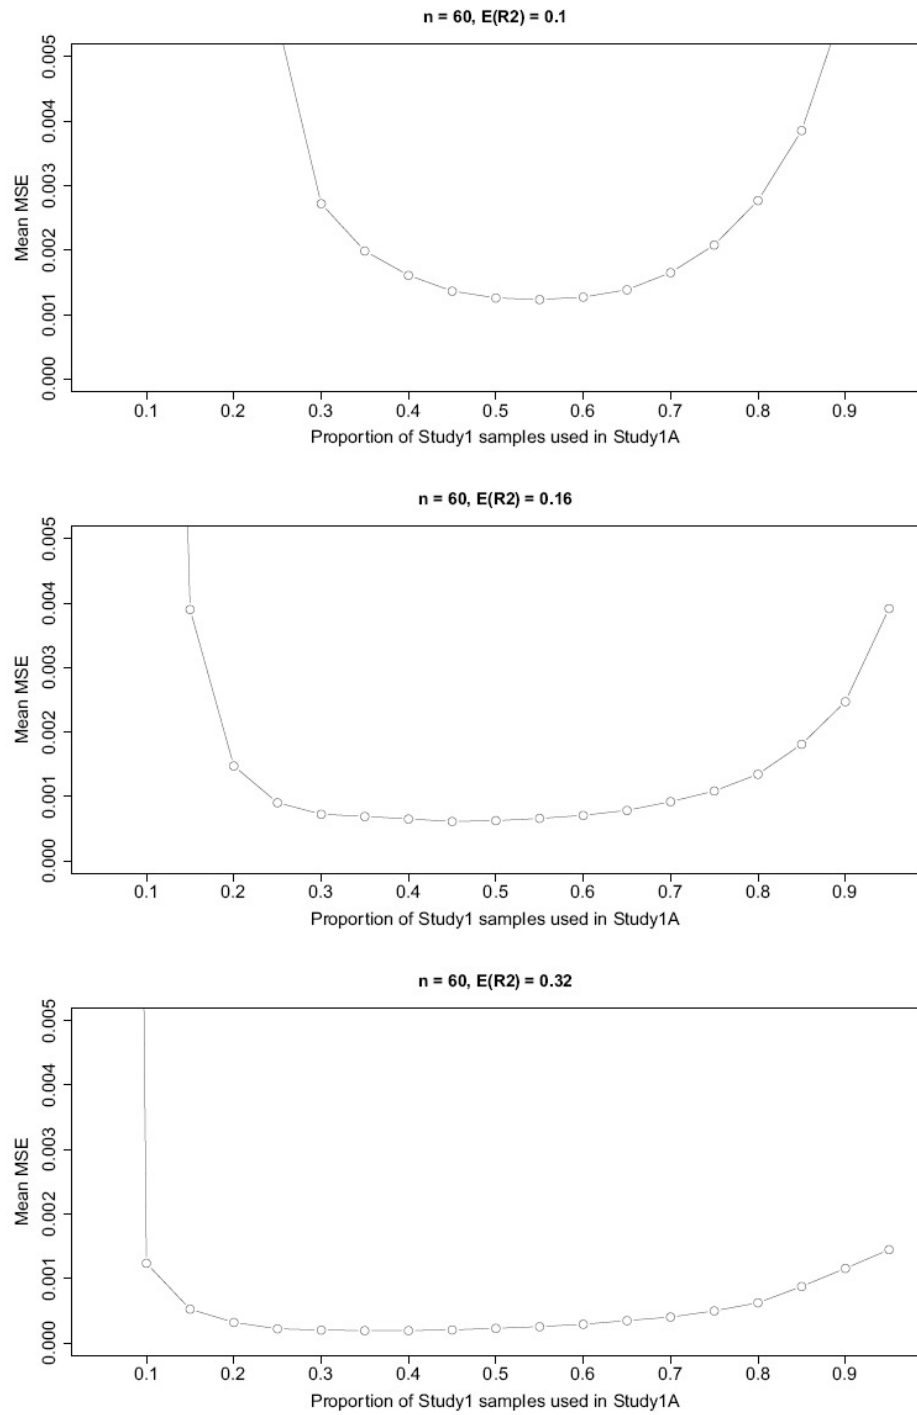 n = 60, E(R2) = 0.1
0.005
0.004
0.003
0.002
0.001
0.000
Mean MSE
0.1 0.2 0.3 0.4 0.5 0.6 0.7 0.8 0.9
Proportion of Study1 samples used in Study1A
n = 60, E(R2) = 0.16
0.005
0.004
0.003
0.002
0.001
0.000
Mean MSE
0.1 0.2 0.3 0.4 0.5 0.6 0.7 0.8 0.9
Proportion of Study1 samples used in Study1A
n = 60, E(R2) = 0.32
0.005
0.004
0.003
0.002
0.001
0.000
Mean MSE
0.1 0.2 0.3 0.4 0.5 0.6 0.7 0.8 0.9
Proportion of Study1 samples used in Study1A